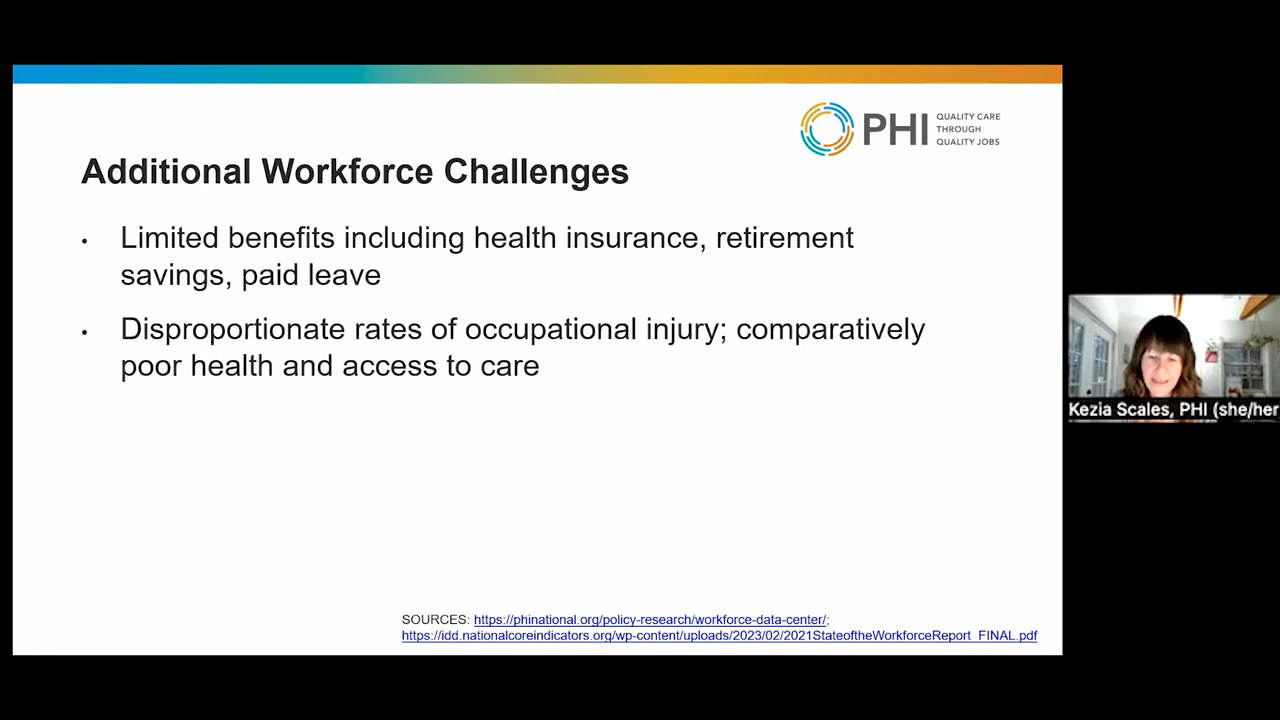 PHI QUALITY CARE
THROUGH
QUALITY JOBS
Additional Workforce Challenges
• Limited benefits including health insurance, retirement
savings, paid leave
• Disproportionate rates of occupational injury; comparatively
poor health and access to care
Kezia Scales, PHI (she/her
SOURCES: https://phinational.org/policy-research/workforce-data-center/;
https://idd.nationalcoreindicators.org/wp-content/uploads/2023/02/2021StateoftheWorkforceReport_FINAL.pdf